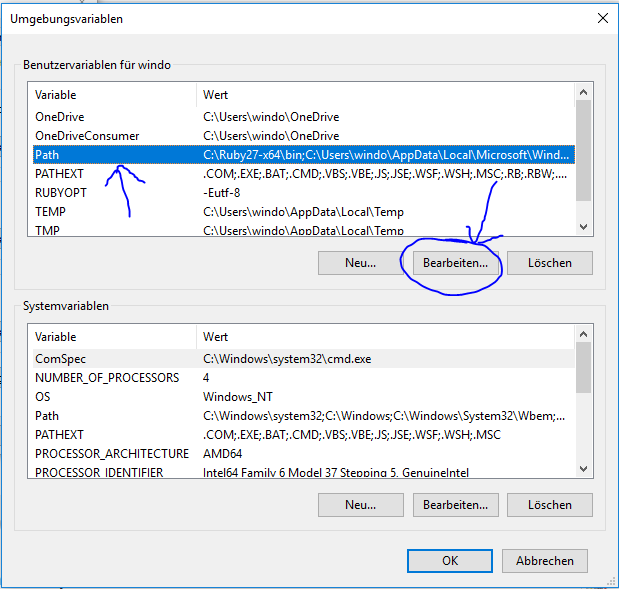 Umgebungsvariablen
Benutzervariablen für windo
Variable Wert
OneDrive C:\Users\windo\OneDrive
OneDriveConsumer C:\Users\windo\OneDrive
Path C:\Ruby27-x64\bin;C:\Users\windo\AppData\Local\Microsoft\Wind...
PATHEXT .COM;.EXE;.BAT;.CMD;.VBS;.VBE;.JS;.JSE;.WSF;.WSH;.MSC;.RB;.RBW;....
RUBYOPT -Eutf-8
TEMP C:\Users\windo\AppData\Local\Temp
TMP C:\Users\windo\AppData\Local\Temp
Neu... Bearbeiten... Löschen
Systemvariablen
Variable Wert
ComSpec C:\Windows\system32\cmd.exe
NUMBER_OF_PROCESSORS 4
OS Windows_NT
Path C:\Windows\system32;C:\Windows;C:\Windows\System32\Wbem;...
PATHEXT .COM;.EXE;.BAT;.CMD;.VBS;.VBE;.JS;.JSE;.WSF;.WSH;.MSC
PROCESSOR_ARCHITECTURE AMD64
PROCESSOR_IDENTIFIER Intel64 Family 6 Model 37 Stepping 5, GenuineIntel
Neu... Bearbeiten... Löschen
OK Abbrechen